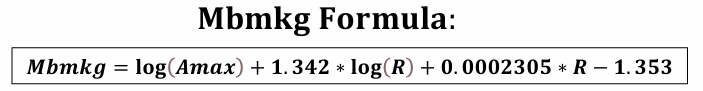 Mbmkg Formula:
Mbmkg = log(Amax) + 1.342 * log(R) + 0.0002305 * R − 1.353